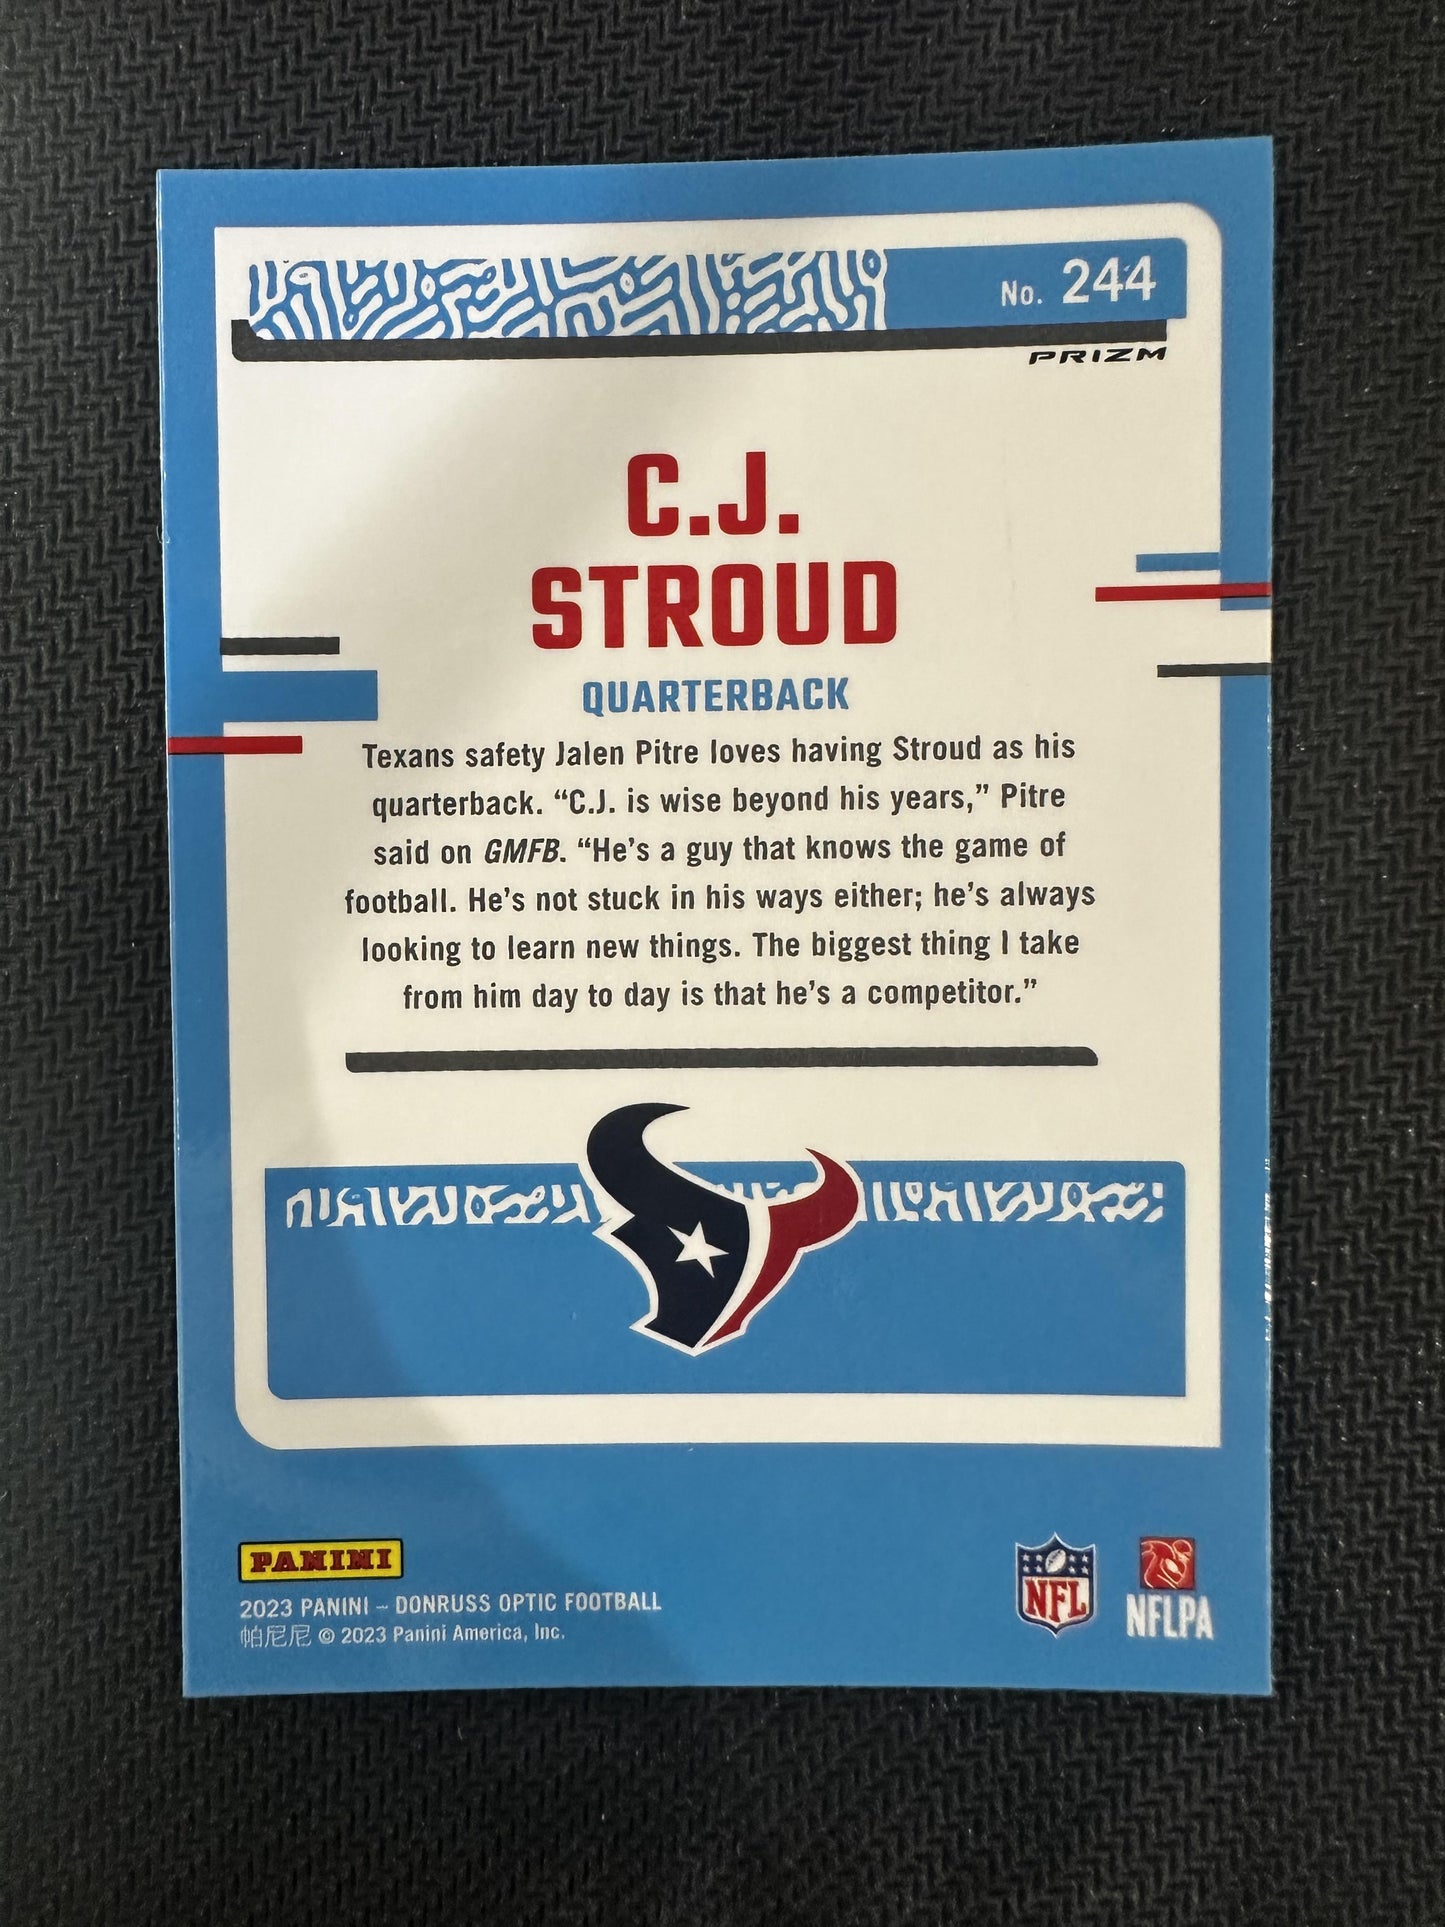 No. 244
PRIZM
C.J.
STROUD
QUARTERBACK
Texans safety Jalen Pitre loves having Stroud as his
quarterback. “C.J. is wise beyond his years,” Pitre
said on GMFB. “He’s a guy that knows the game of
football. He’s not stuck in his ways either; he’s always
looking to learn new things. The biggest thing I take
from him day to day is that he’s a competitor.”
PANINI
2023 PANINI – DONRUSS OPTIC FOOTBALL
帕尼尼 © 2023 Panini America, Inc.
NFL
NFLPA